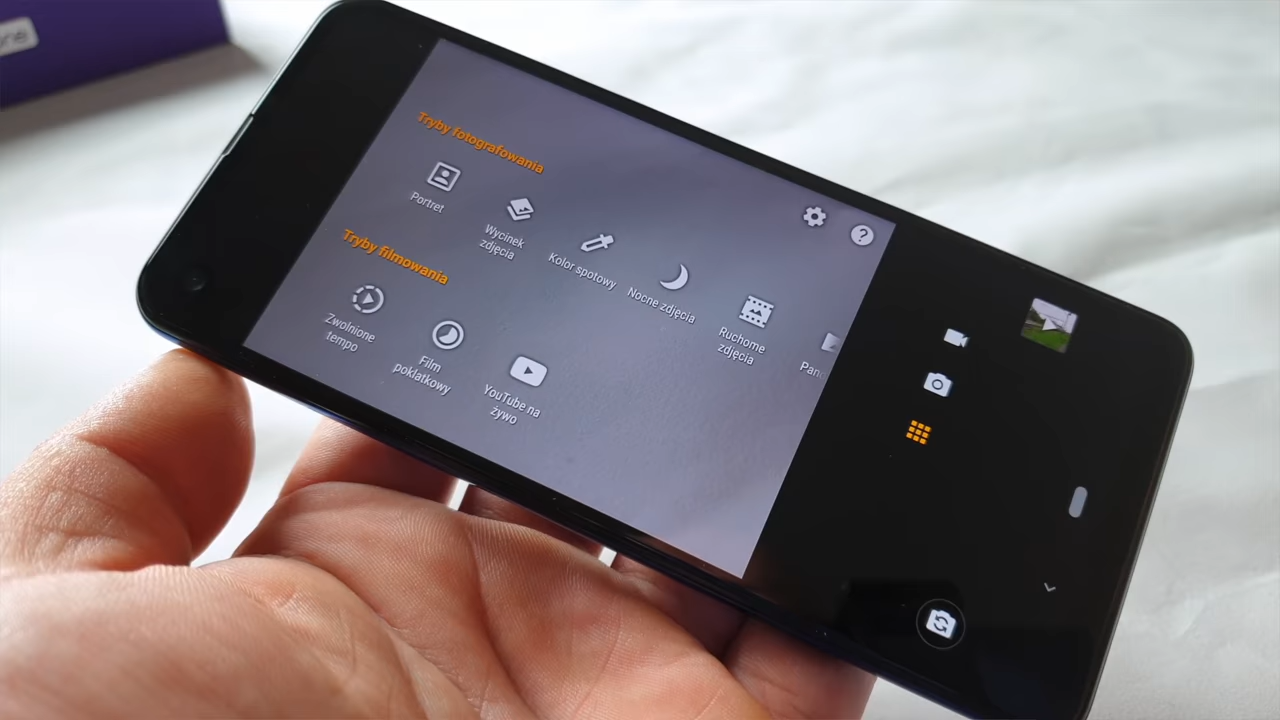 Tryby fotografowania
Portret
Wycinek
zdjęcia
Kolor spotowy
Nocne zdjęcia
Ruchome
zdjęcia
Tryby filmowania
Zwolnione
tempo
Film
poklatkowy
YouTube na
żywo
?